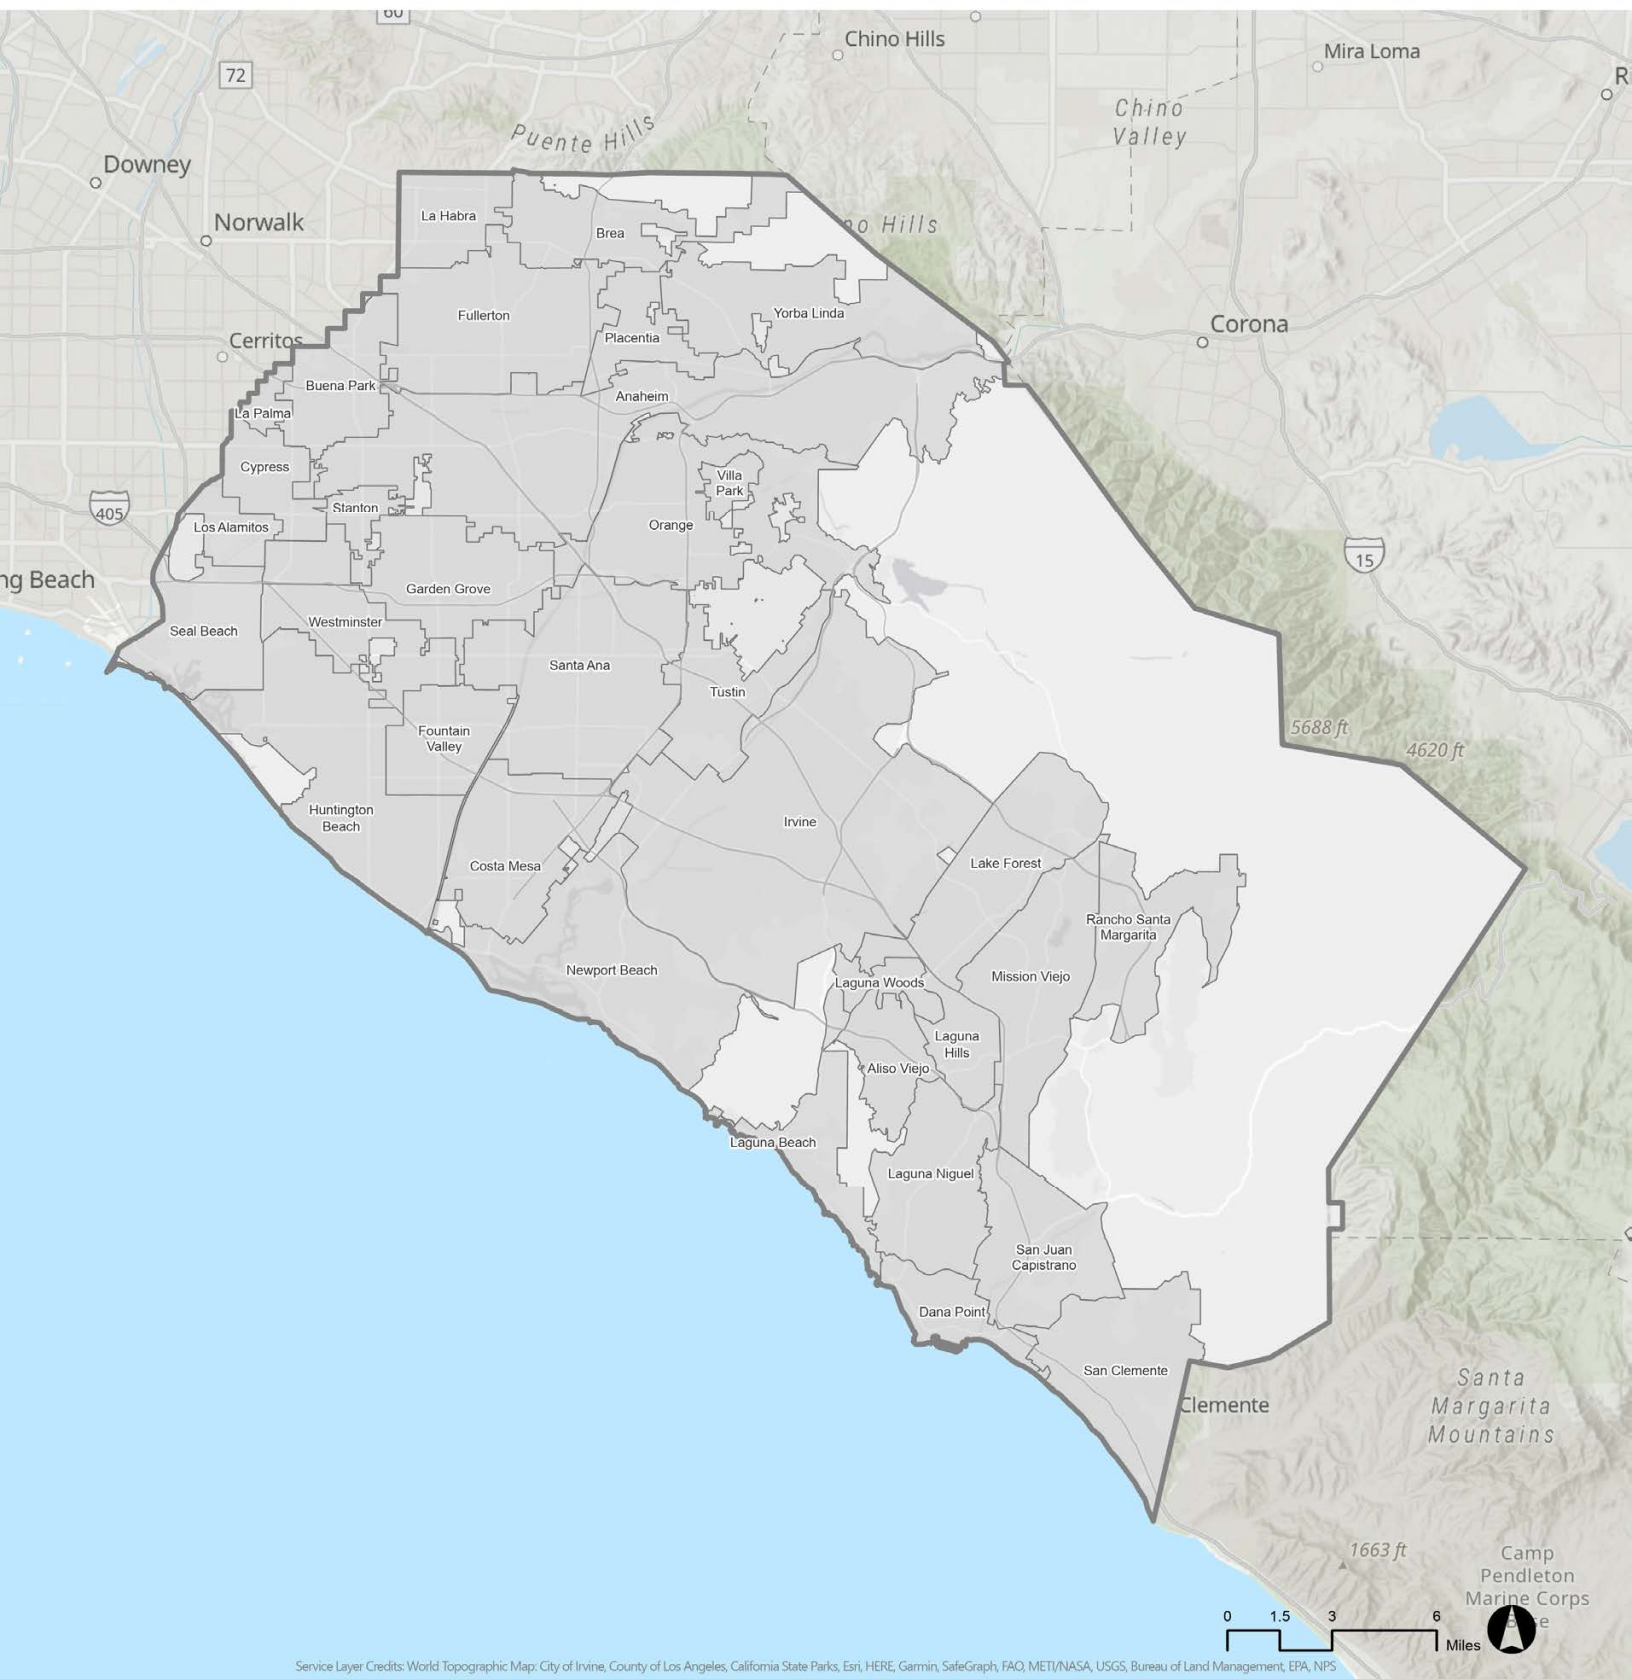 60
Chino Hills
Mira Loma
72
R
Chino
Valley
Puente Hills
Downey
Norwalk
La Habra
Brea
no Hills
Fullerton
Yorba Linda
Placentia
Corona
Cerritos
Buena Park
Anaheim
La Palma
Cypress
Villa
Park
Stanton
405
Los Alamitos
Orange
15
ng Beach
Garden Grove
Westminster
Seal Beach
Santa Ana
Tustin
5688 ft
4620 ft
Fountain
Valley
Huntington
Beach
Irvine
Costa Mesa
Lake Forest
Rancho Santa
Margarita
Newport Beach
Mission Viejo
Laguna Woods
Laguna
Hills
Aliso Viejo
Laguna Beach
Laguna Niguel
San Juan
Capistrano
Dana Point
San Clemente
Clemente
Santa
Margarita
Mountains
1663 ft
Camp
Pendleton
Marine Corps
se
0 1.5 3 6
Miles
Service Layer Credits: World Topographic Map: City of Irvine, County of Los Angeles, California State Parks, Esri, HERE, Garmin, SafeGraph, FAO, METI/NASA, USGS, Bureau of Land Management, EPA, NPS